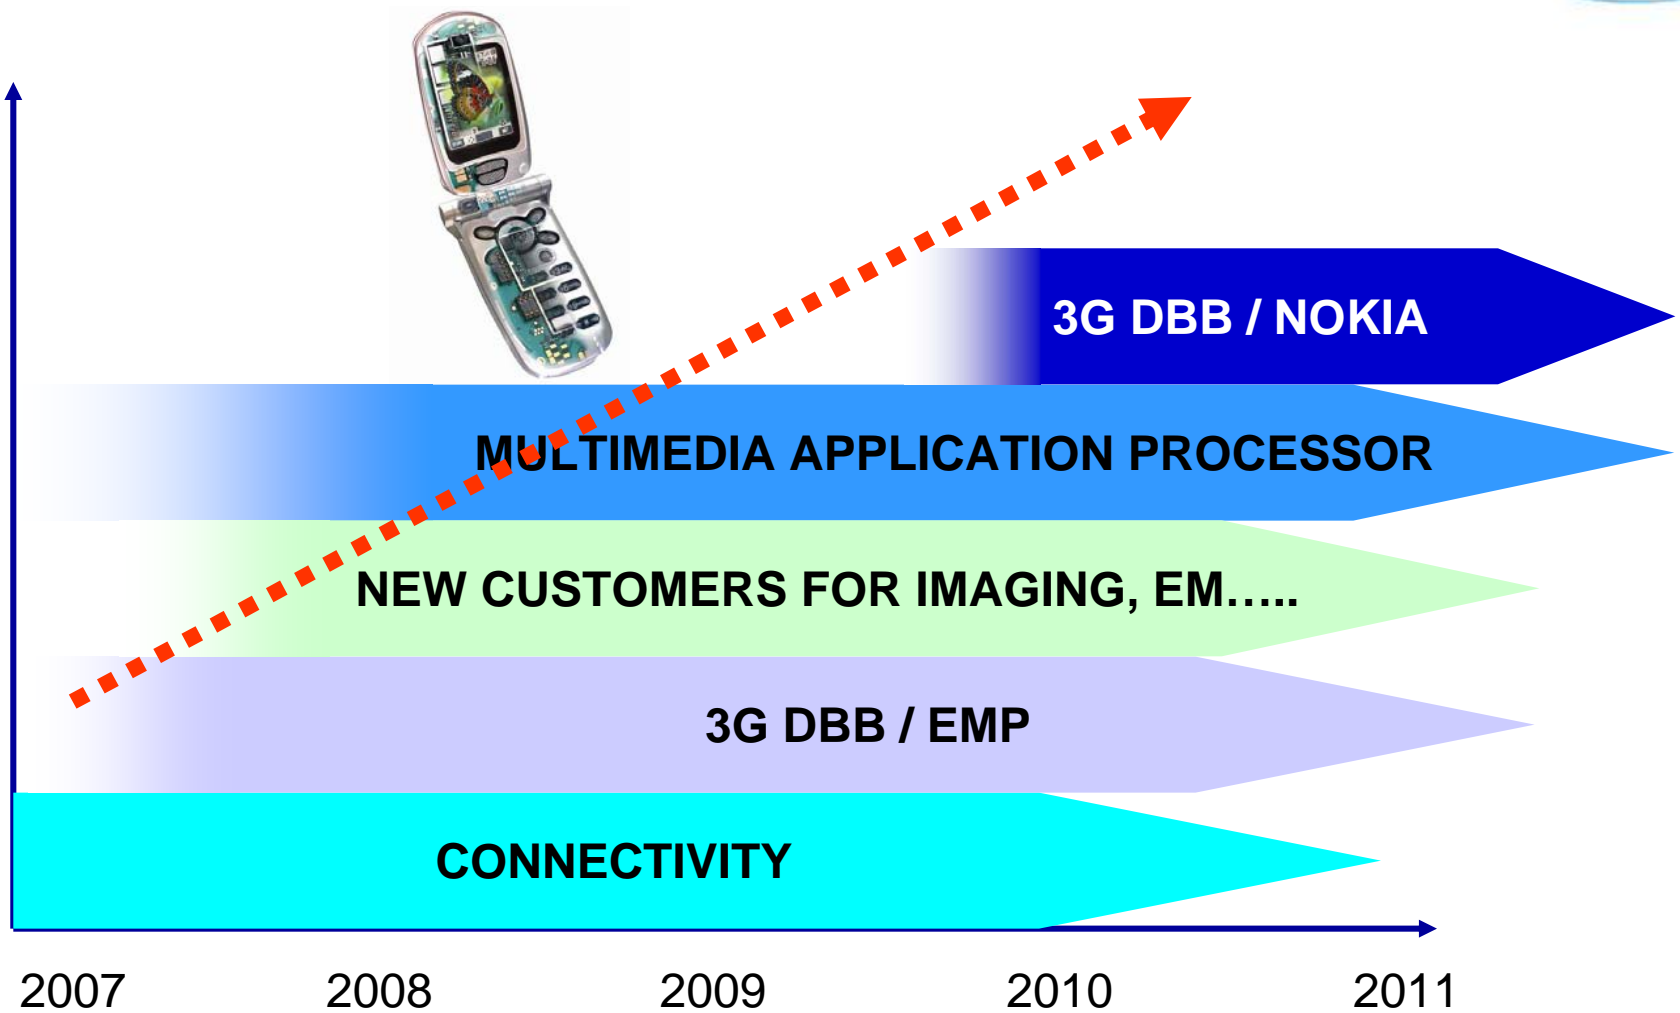 3G DBB / NOKIA
MULTIMEDIA APPLICATION PROCESSOR
NEW CUSTOMERS FOR IMAGING, EM…..
3G DBB / EMP
CONNECTIVITY
2007 2008 2009 2010 2011